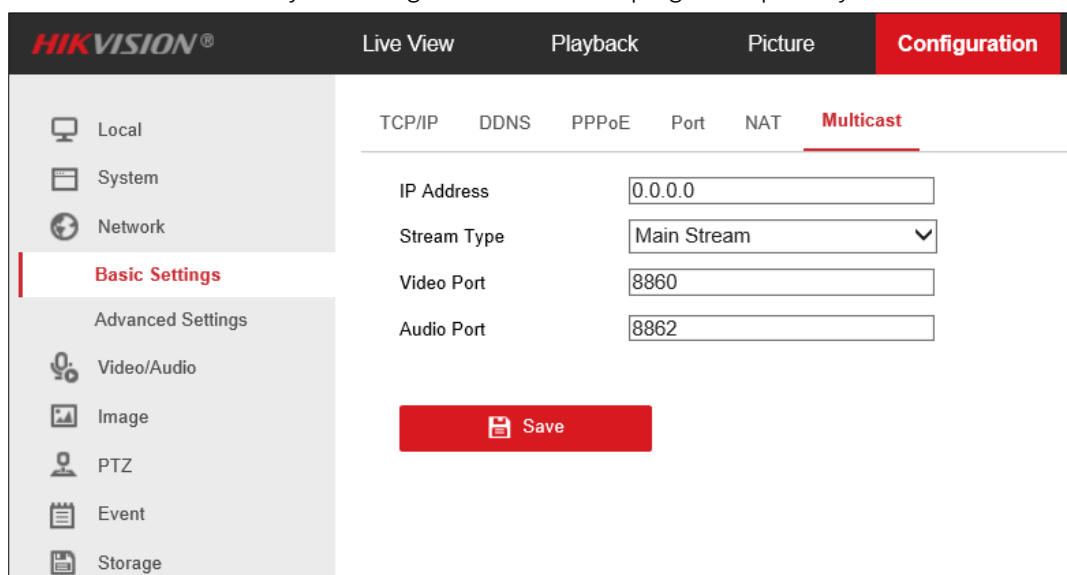 HIKVISION® Live View Playback Picture Configuration
Local
System
Network
Basic Settings
Advanced Settings
Video/Audio
Image
PTZ
Event
Storage
TCP/IP DDNS PPPoE Port NAT Multicast
IP Address 0.0.0.0
Stream Type Main Stream
Video Port 8860
Audio Port 8862
Save